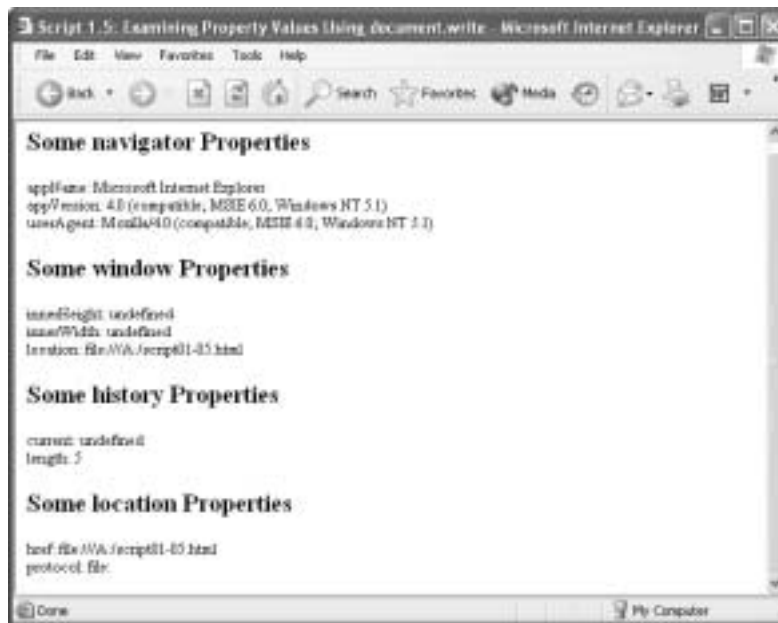 Script 1.5: Examining Property Values Using document.write - Microsoft Internet Explorer
File Edit View Favorites Tools Help
Back Search Favorites Media
Some navigator Properties
appName: Microsoft Internet Explorer
appVersion: 4.0 (compatible; MSIE 6.0; Windows NT 5.1)
userAgent: Mozilla/4.0 (compatible; MSIE 6.0; Windows NT 5.1)
Some window Properties
innerHeight: undefined
innerWidth: undefined
location: file:///A:/script01-05.html
Some history Properties
current: undefined
length: 5
Some location Properties
href: file:///A:/script01-05.html
protocol: file:
Done My Computer